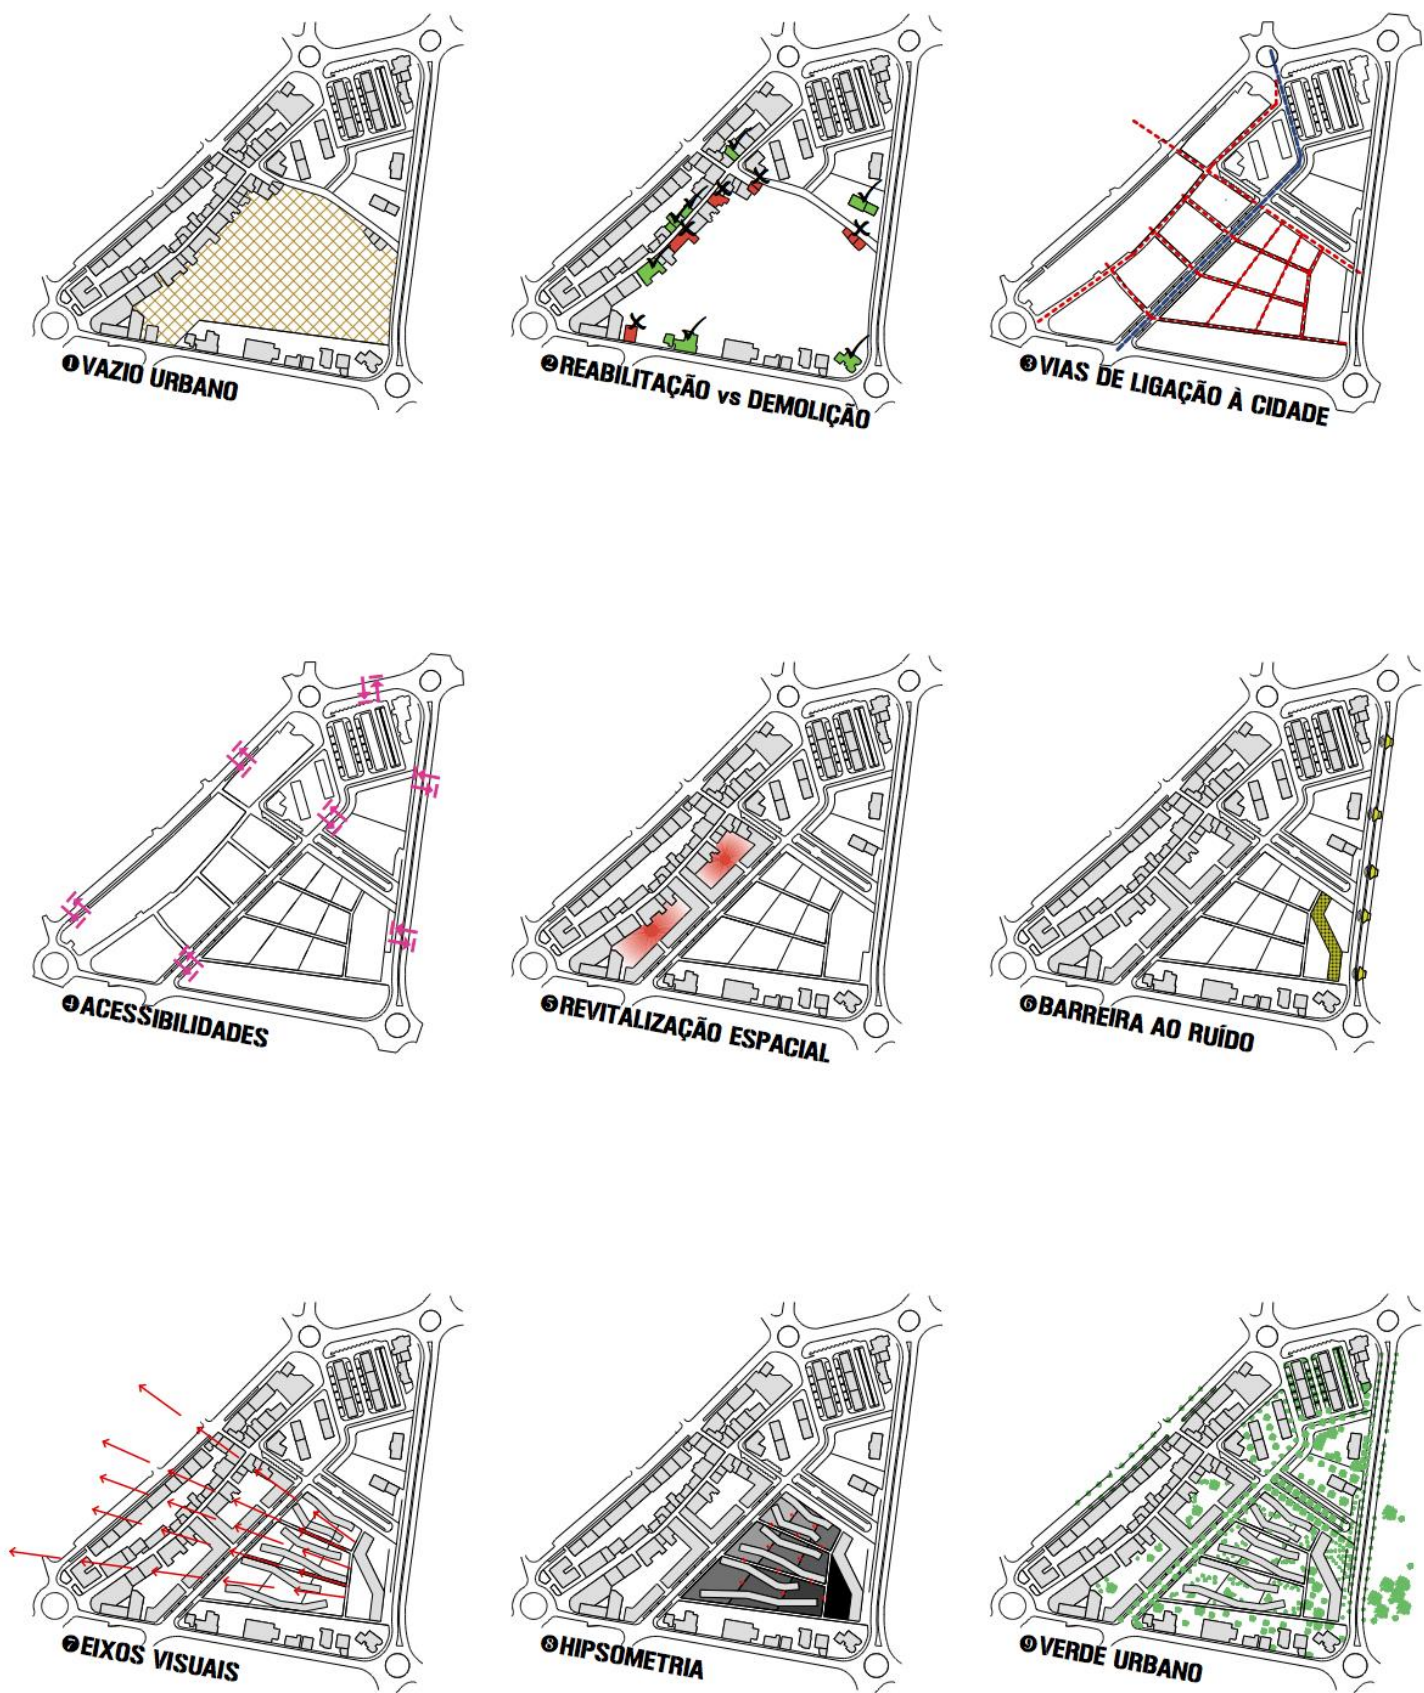 ❶VAZIO URBANO
❷REABILITAÇÃO vs DEMOLIÇÃO
❸VIAS DE LIGAÇÃO À CIDADE
❹ACESSIBILIDADES
❺REVITALIZAÇÃO ESPACIAL
❻BARREIRA AO RUÍDO
❼EIXOS VISUAIS
❽HIPSOMETRIA
❾VERDE URBANO